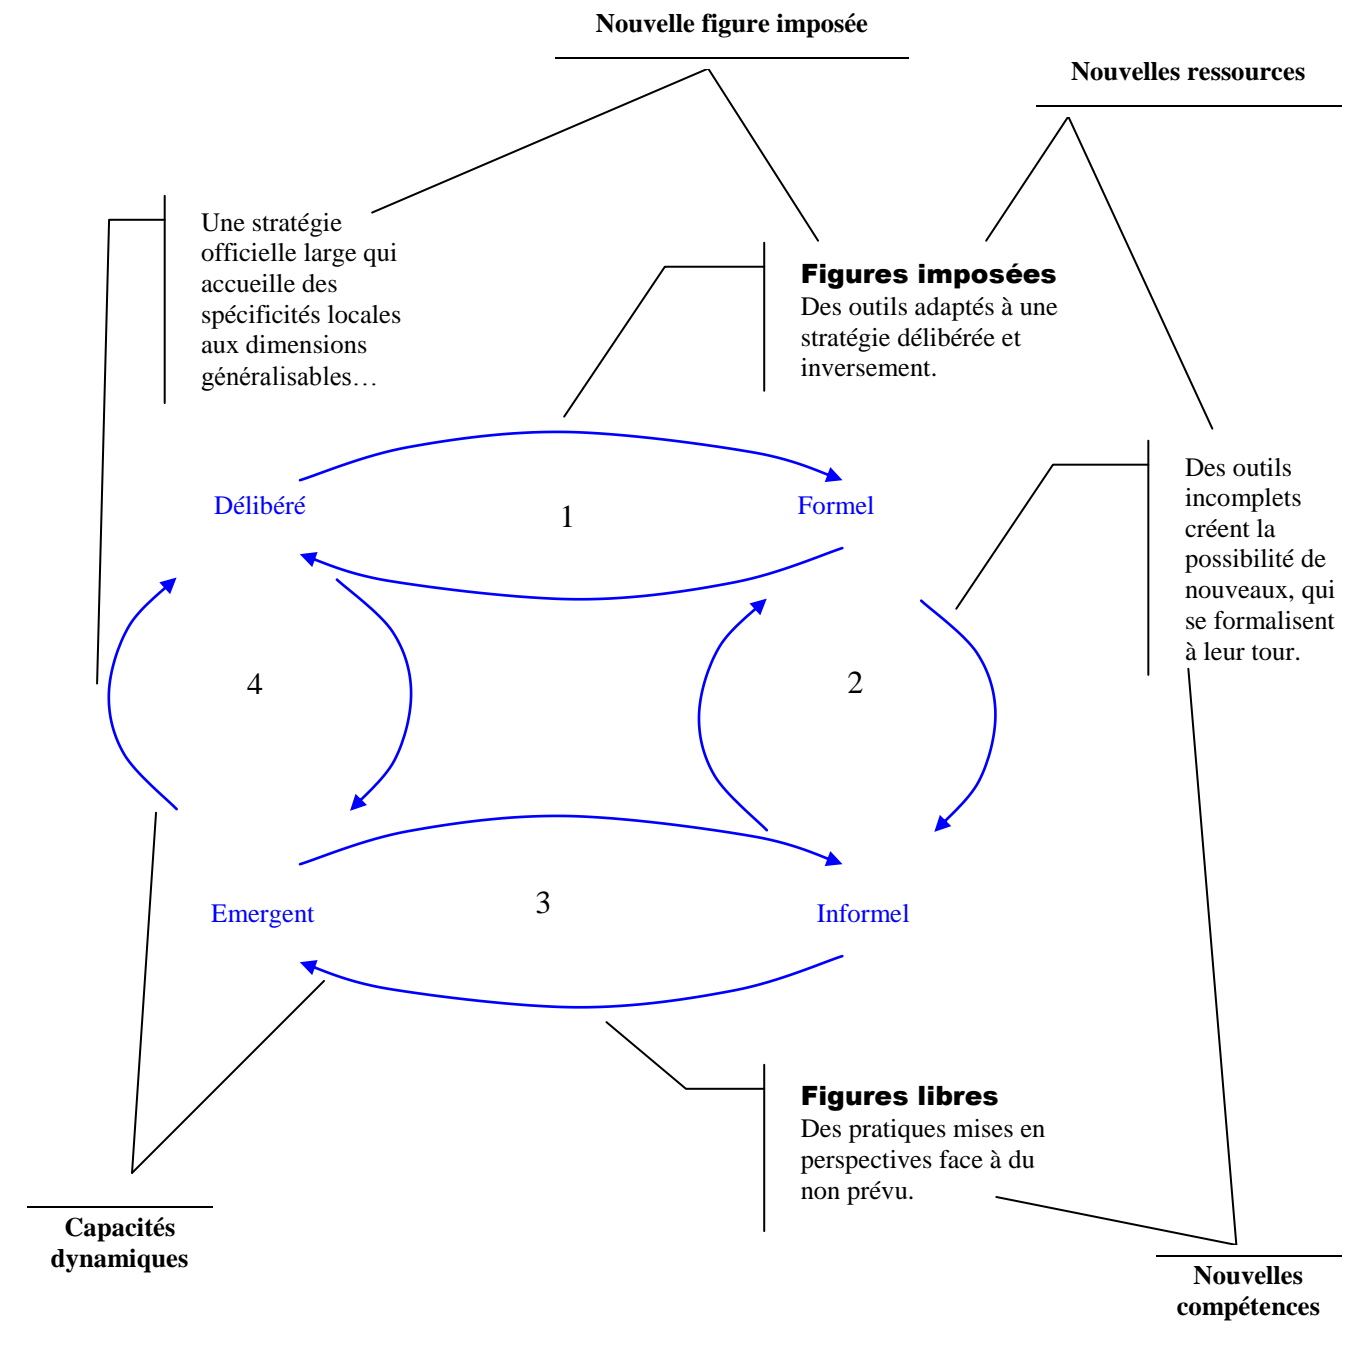 Nouvelle figure imposée
Nouvelles ressources
Une stratégie
officielle large qui
accueille des
spécificités locales
aux dimensions
généralisables…
Figures imposées
Des outils adaptés à une
stratégie délibérée et
inversement.
Des outils
incomplets
créent la
possibilité de
nouveaux, qui
se formalisent
à leur tour.
Délibéré
1
Formel
4
2
Emergent
3
Informel
Figures libres
Des pratiques mises en
perspectives face à du
non prévu.
Capacités
dynamiques
Nouvelles
compétences